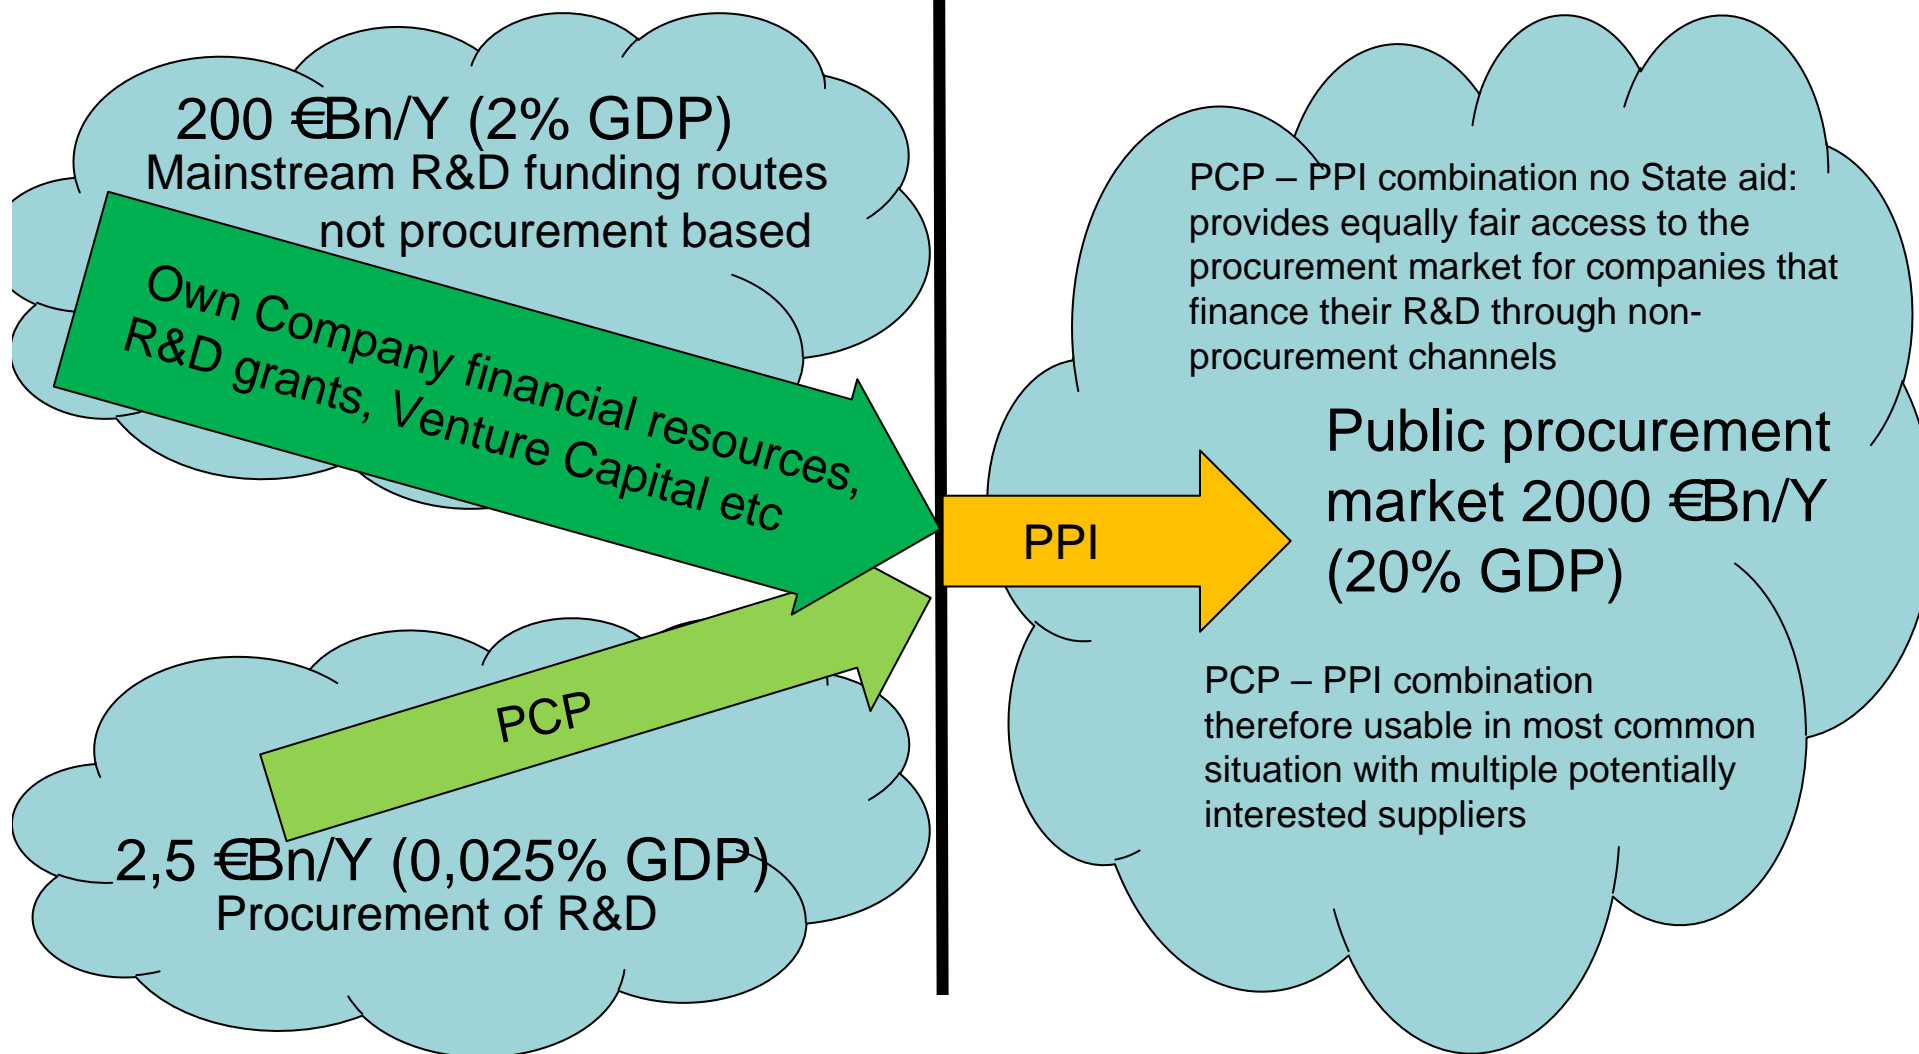 200 €Bn/Y (2% GDP)
Mainstream R&D funding routes
not procurement based
Own Company financial resources,
R&D grants, Venture Capital etc
PCP
2,5 €Bn/Y (0,025% GDP)
Procurement of R&D
PPI
PCP – PPI combination no State aid:
provides equally fair access to the
procurement market for companies that
finance their R&D through non-
procurement channels
Public procurement
market 2000 €Bn/Y
(20% GDP)
PCP – PPI combination
therefore usable in most common
situation with multiple potentially
interested suppliers